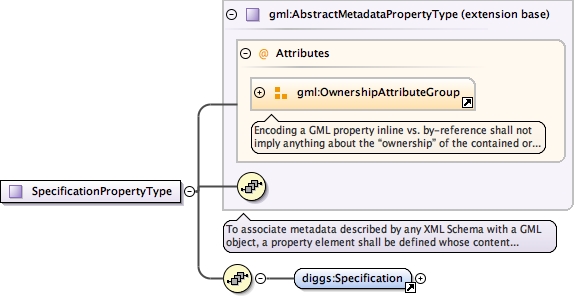 gml:AbstractMetadataPropertyType (extension base)
@ Attributes
gml:OwnershipAttributeGroup
Encoding a GML property inline vs. by-reference shall not
imply anything about the “ownership” of the contained or...
SpecificationPropertyType
To associate metadata described by any XML Schema with a GML
object, a property element shall be defined whose content...
diggs:Specification